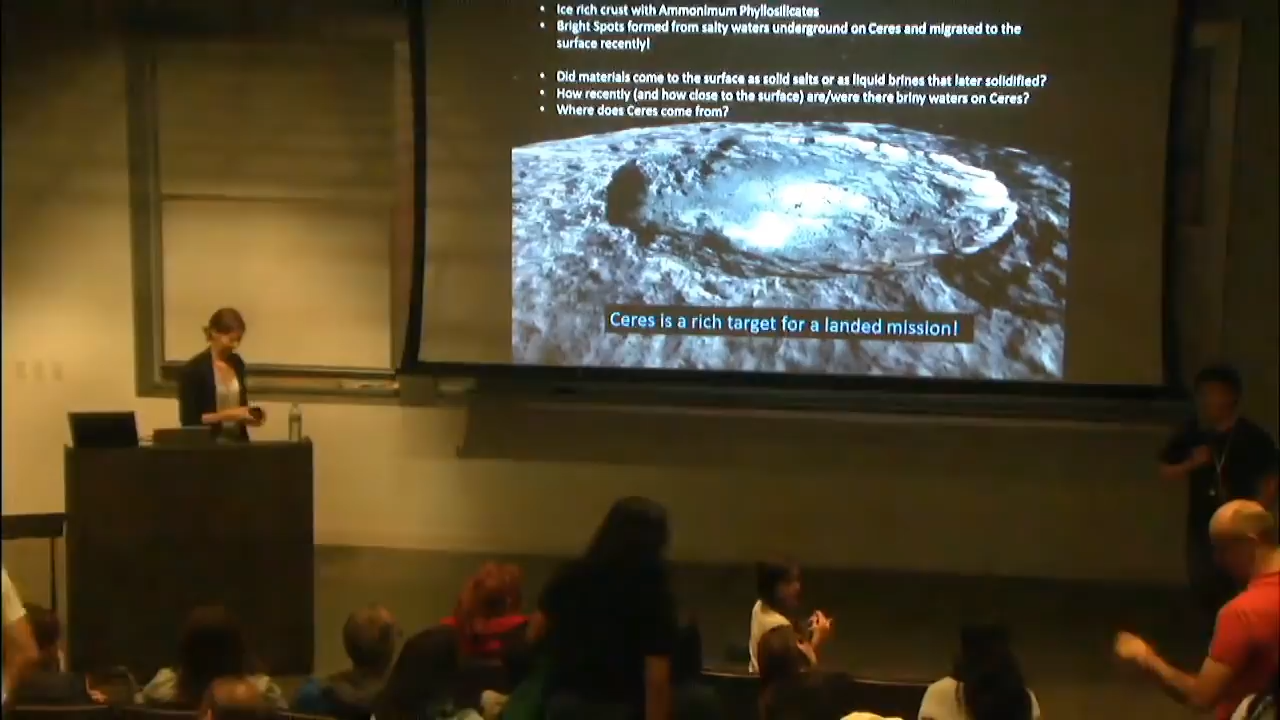 • Ice rich crust with Ammonimum Phyllosilicates
• Bright Spots formed from salty waters underground on Ceres and migrated to the
surface recently!
• Did materials come to the surface as solid salts or as liquid brines that later solidified?
• How recently (and how close to the surface) are/were there briny waters on Ceres?
• Where does Ceres come from?
Ceres is a rich target for a landed mission!